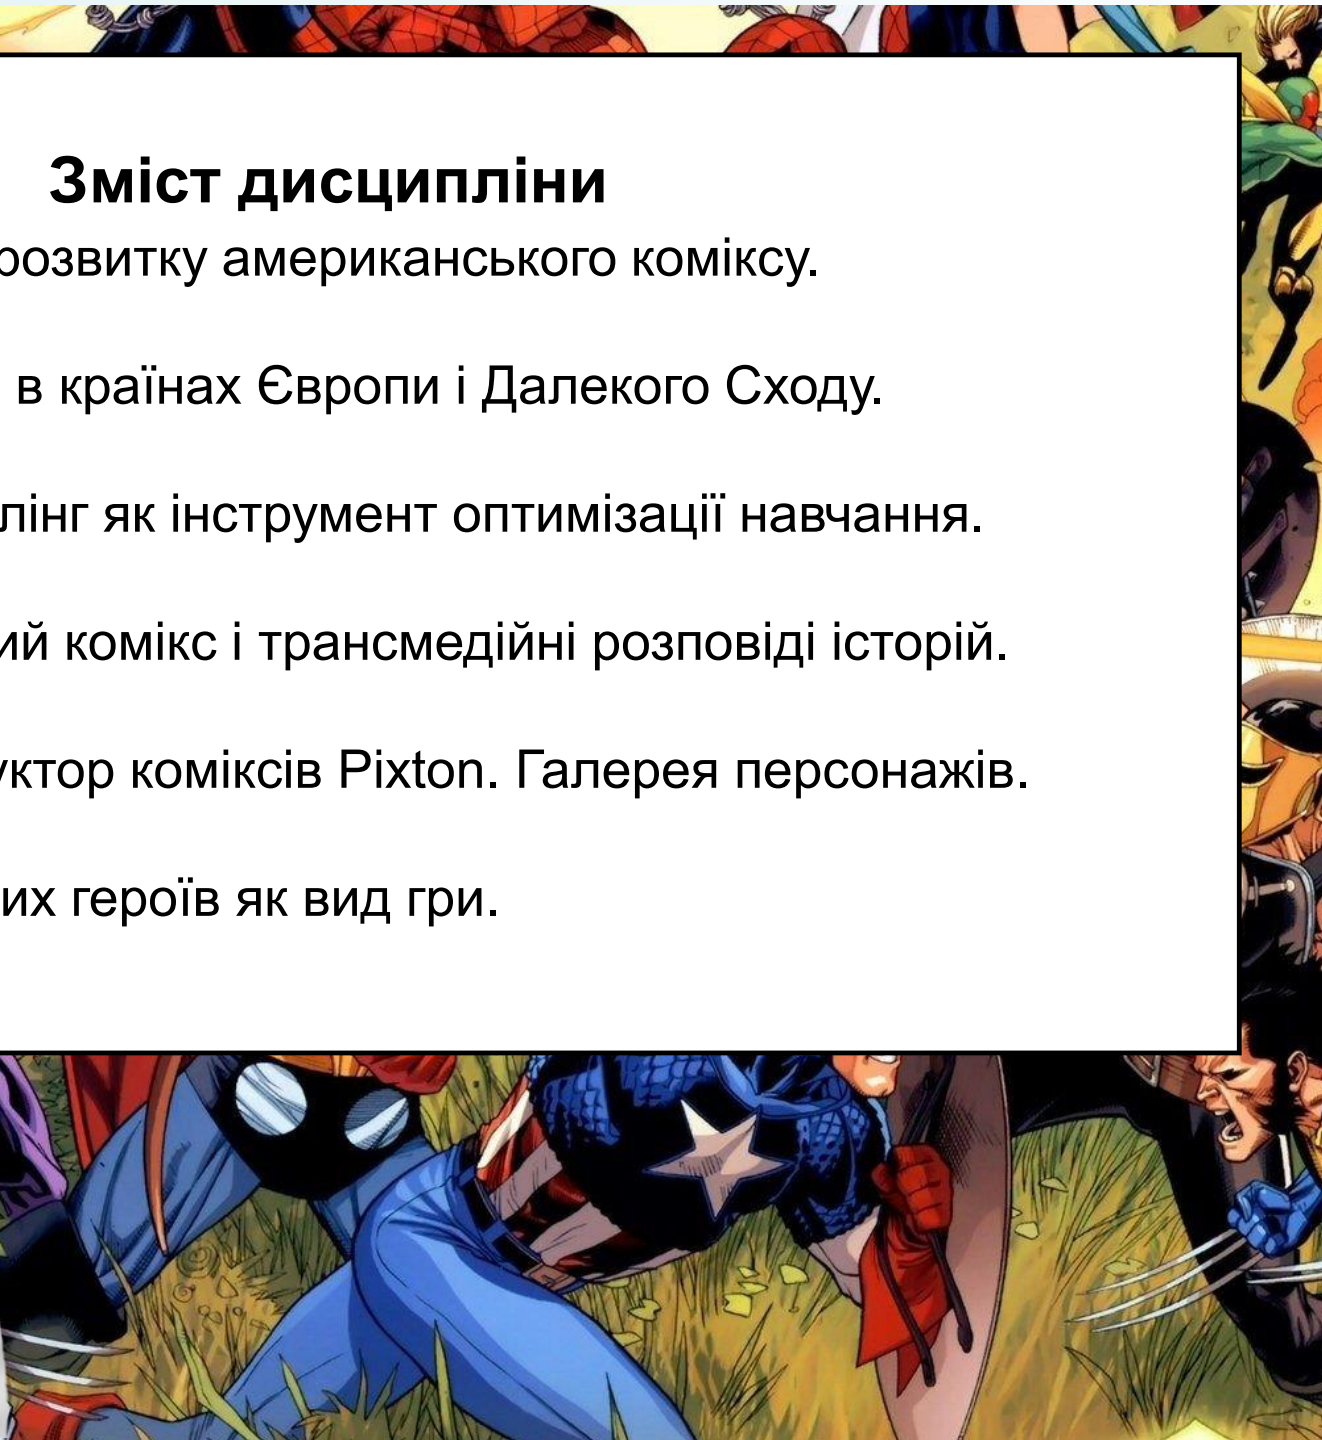 Зміст дисципліни
розвитку американського коміксу.
в країнах Європи і Далекого Сходу.
лінг як інструмент оптимізації навчання.
ий комікс і трансмедійні розповіді історій.
уктор коміксів Pixton. Галерея персонажів.
их героїв як вид гри.